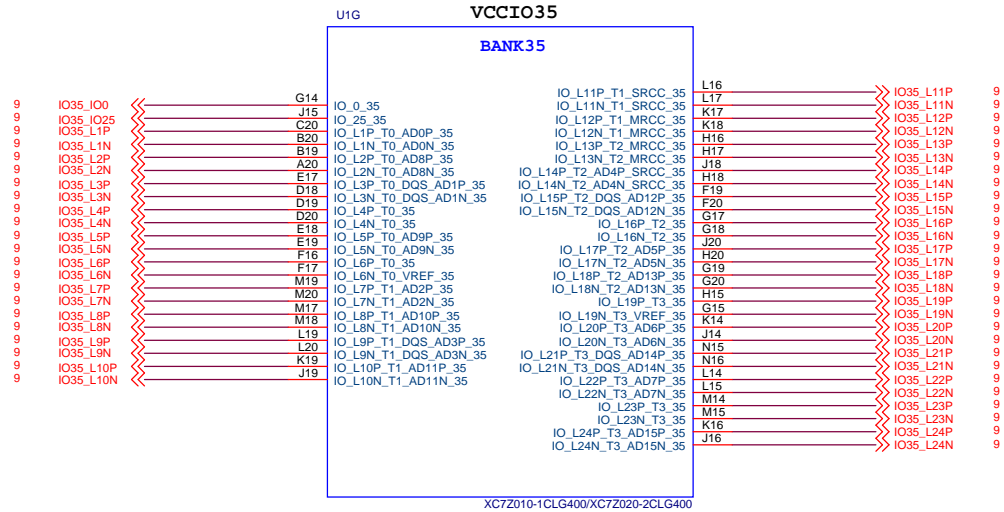 U1G
VCCIO35
BANK35
9 IO35_IO0 G14 IO_0_35
9 IO35_IO25 J15 IO_25_35
9 IO35_L1P C20 IO_L1P_T0_AD0P_35
9 IO35_L1N B20 IO_L1N_T0_AD0N_35
9 IO35_L2P B19 IO_L2P_T0_AD8P_35
9 IO35_L2N A20 IO_L2N_T0_AD8N_35
9 IO35_L3P E17 IO_L3P_T0_DQS_AD1P_35
9 IO35_L3N D18 IO_L3N_T0_DQS_AD1N_35
9 IO35_L4P D19 IO_L4P_T0_35
9 IO35_L4N D20 IO_L4N_T0_35
9 IO35_L5P E18 IO_L5P_T0_AD9P_35
9 IO35_L5N E19 IO_L5N_T0_AD9N_35
9 IO35_L6P F16 IO_L6P_T0_35
9 IO35_L6N F17 IO_L6N_T0_VREF_35
9 IO35_L7P M19 IO_L7P_T1_AD2P_35
9 IO35_L7N M20 IO_L7N_T1_AD2N_35
9 IO35_L8P M17 IO_L8P_T1_AD10P_35
9 IO35_L8N M18 IO_L8N_T1_AD10N_35
9 IO35_L9P L19 IO_L9P_T1_DQS_AD3P_35
9 IO35_L9N L20 IO_L9N_T1_DQS_AD3N_35
9 IO35_L10P K19 IO_L10P_T1_AD11P_35
9 IO35_L10N J19 IO_L10N_T1_AD11N_35
IO_L11P_T1_SRCC_35 L16 IO35_L11P 9
IO_L11N_T1_SRCC_35 L17 IO35_L11N 9
IO_L12P_T1_MRCC_35 K17 IO35_L12P 9
IO_L12N_T1_MRCC_35 K18 IO35_L12N 9
IO_L13P_T2_MRCC_35 H16 IO35_L13P 9
IO_L13N_T2_MRCC_35 H17 IO35_L13N 9
IO_L14P_T2_AD4P_SRCC_35 J18 IO35_L14P 9
IO_L14N_T2_AD4N_SRCC_35 H18 IO35_L14N 9
IO_L15P_T2_DQS_AD12P_35 F19 IO35_L15P 9
IO_L15N_T2_DQS_AD12N_35 F20 IO35_L15N 9
IO_L16P_T2_35 G17 IO35_L16P 9
IO_L16N_T2_35 G18 IO35_L16N 9
IO_L17P_T2_AD5P_35 J20 IO35_L17P 9
IO_L17N_T2_AD5N_35 H20 IO35_L17N 9
IO_L18P_T2_AD13P_35 G19 IO35_L18P 9
IO_L18N_T2_AD13N_35 G20 IO35_L18N 9
IO_L19P_T3_35 H15 IO35_L19P 9
IO_L19N_T3_VREF_35 G15 IO35_L19N 9
IO_L20P_T3_AD6P_35 K14 IO35_L20P 9
IO_L20N_T3_AD6N_35 J14 IO35_L20N 9
IO_L21P_T3_DQS_AD14P_35 N15 IO35_L21P 9
IO_L21N_T3_DQS_AD14N_35 N16 IO35_L21N 9
IO_L22P_T3_AD7P_35 L14 IO35_L22P 9
IO_L22N_T3_AD7N_35 L15 IO35_L22N 9
IO_L23P_T3_35 M14 IO35_L23P 9
IO_L23N_T3_35 M15 IO35_L23N 9
IO_L24P_T3_AD15P_35 K16 IO35_L24P 9
IO_L24N_T3_AD15N_35 J16 IO35_L24N 9
XC7Z010-1CLG400/XC7Z020-2CLG400